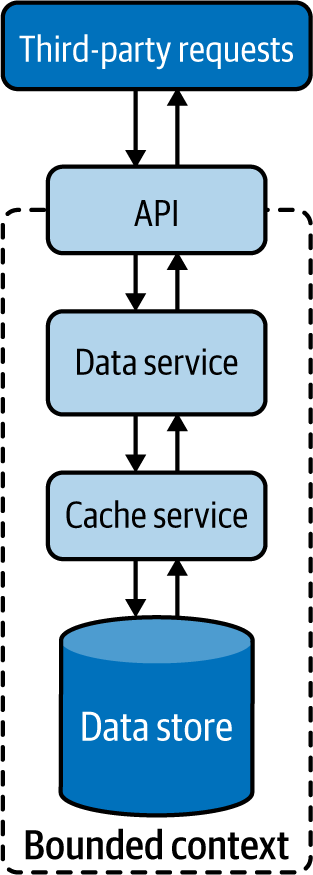 Third-party requests
API
Data service
Cache service
Data store
Bounded context